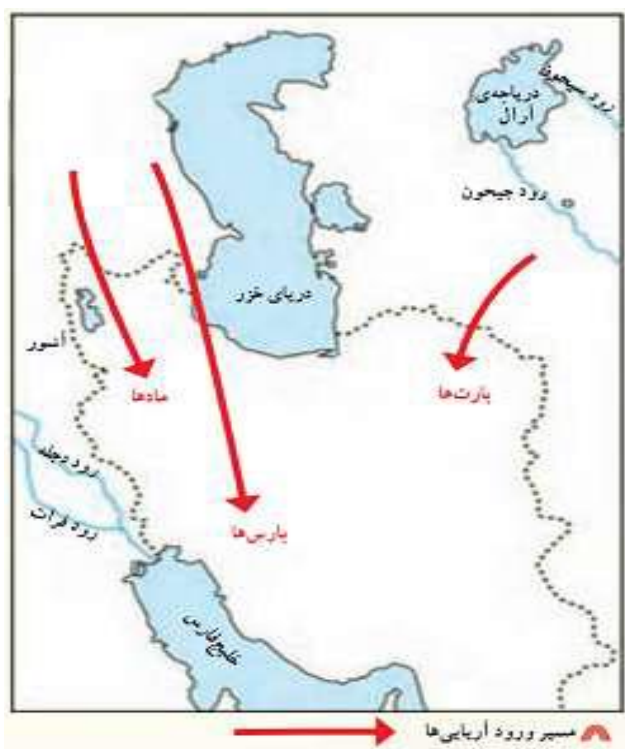 دریاچه‌ی
آرال
رود سیحون
رود جیحون
دریای خزر
آشور
مادها
پارت‌ها
رود دجله
رود فرات
پارس‌ها
خلیج فارس
مسیر ورود آریایی‌ها